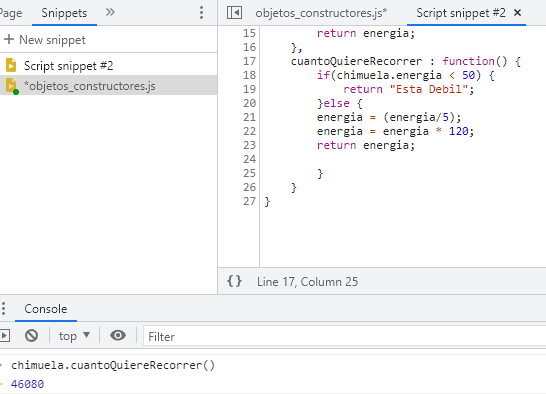 Page Snippets »
+ New snippet
Script snippet #2
*objetos_constructores.js
objetos_constructores.js* Script snippet #2 ×
15 return energia;
16 },
17 cuantoQuiereRecorrer : function() {
18 if(chimuela.energia < 50) {
19 return "Esta Debil";
20 }else {
21 energia = (energia/5);
22 energia = energia * 120;
23 return energia;
24
25 }
26 }
27 }
{} Line 17, Column 25
Console
top ▼ Filter
chimuela.cuantoQuiereRecorrer()
46080